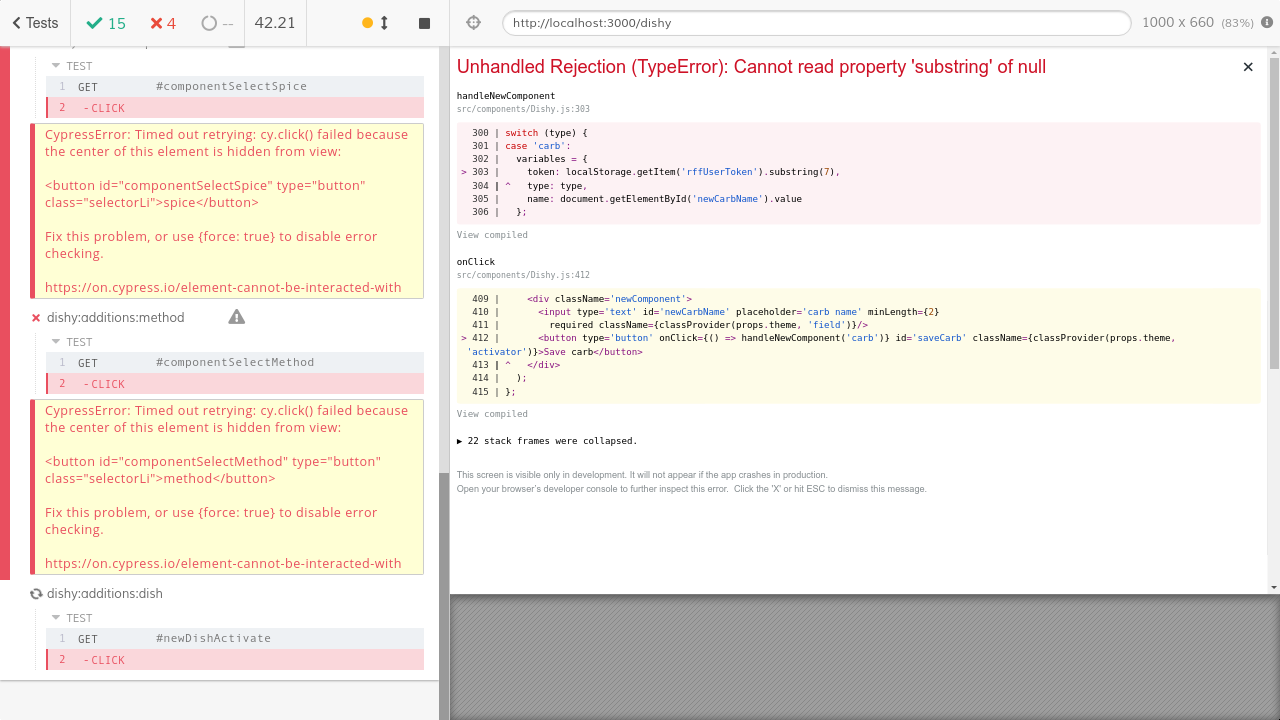 Tests
15
4
--
42.21
http://localhost:3000/dishy
1000 x 660 (83%)
TEST
1 GET #componentSelectSpice
2 -CLICK
CypressError: Timed out retrying: cy.click() failed because
the center of this element is hidden from view:
<button id="componentSelectSpice" type="button"
class="selectorLi">spice</button>
Fix this problem, or use {force: true} to disable error
checking.
https://on.cypress.io/element-cannot-be-interacted-with
dishy:additions:method
TEST
1 GET #componentSelectMethod
2 -CLICK
CypressError: Timed out retrying: cy.click() failed because
the center of this element is hidden from view:
<button id="componentSelectMethod" type="button"
class="selectorLi">method</button>
Fix this problem, or use {force: true} to disable error
checking.
https://on.cypress.io/element-cannot-be-interacted-with
dishy:additions:dish
TEST
1 GET #newDishActivate
2 -CLICK
Unhandled Rejection (TypeError): Cannot read property 'substring' of null
handleNewComponent
src/components/Dishy.js:303
300 | switch (type) {
301 | case 'carb':
302 | variables = {
> 303 | token: localStorage.getItem('rffUserToken').substring(7),
304 | ^ type: type,
305 | name: document.getElementById('newCarbName').value
306 | };
View compiled
onClick
src/components/Dishy.js:412
409 | <div className='newComponent'>
410 | <input type='text' id='newCarbName' placeholder='carb name' minLength={2}
411 | required className={classProvider(props.theme, 'field')}/>
> 412 | <button type='button' onClick={() => handleNewComponent('carb')} id='saveCarb' className={classProvider(props.theme,
'activator')}>Save carb</button>
413 | ^ </div>
414 | );
415 | };
View compiled
▶ 22 stack frames were collapsed.
This screen is visible only in development. It will not appear if the app crashes in production.
Open your browser's developer console to further inspect this error. Click the 'X' or hit ESC to dismiss this message.